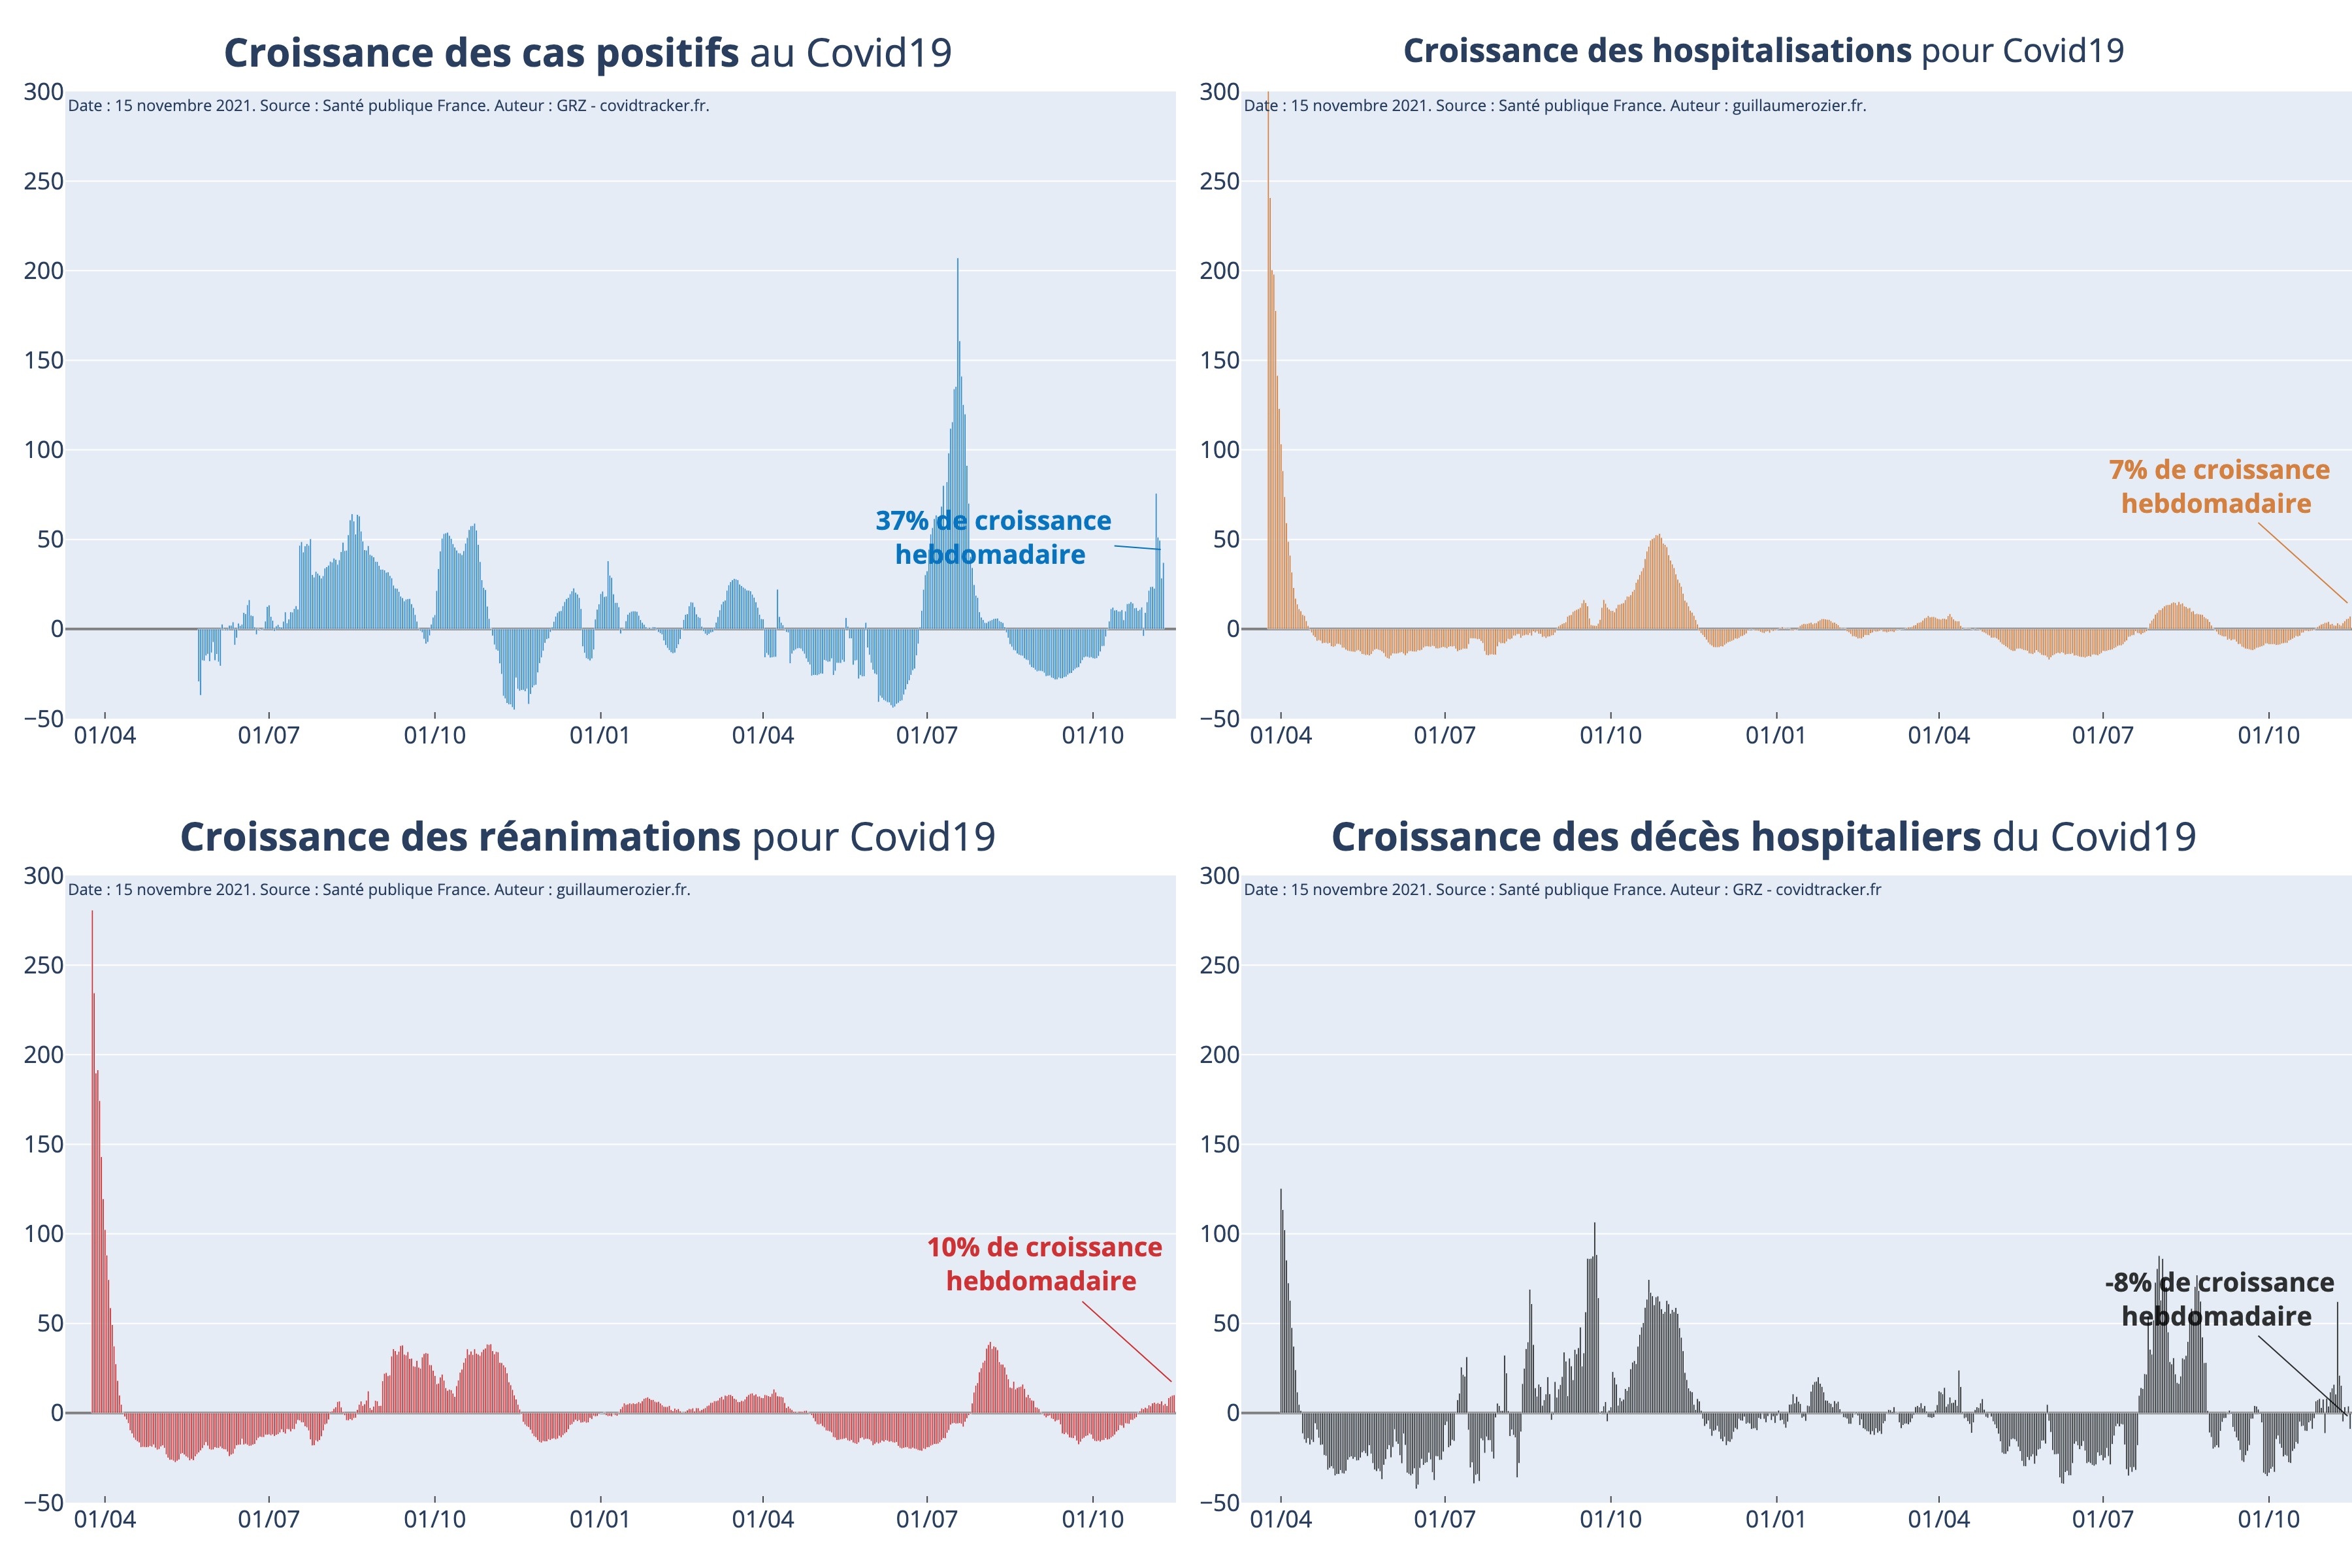 Croissance des cas positifs au Covid19
Date : 15 novembre 2021. Source : Santé publique France. Auteur : GRZ - covidtracker.fr.
300
250
200
150
100
50
0
−50
37% de croissance
hebdomadaire
01/04 01/07 01/10 01/01 01/04 01/07 01/10
Croissance des hospitalisations pour Covid19
Date : 15 novembre 2021. Source : Santé publique France. Auteur : guillaumerozier.fr.
300
250
200
150
100
50
0
−50
7% de croissance
hebdomadaire
01/04 01/07 01/10 01/01 01/04 01/07 01/10
Croissance des réanimations pour Covid19
Date : 15 novembre 2021. Source : Santé publique France. Auteur : guillaumerozier.fr.
300
250
200
150
100
50
0
−50
10% de croissance
hebdomadaire
01/04 01/07 01/10 01/01 01/04 01/07 01/10
Croissance des décès hospitaliers du Covid19
Date : 15 novembre 2021. Source : Santé publique France. Auteur : GRZ - covidtracker.fr
300
250
200
150
100
50
0
−50
-8% de croissance
hebdomadaire
01/04 01/07 01/10 01/01 01/04 01/07 01/10